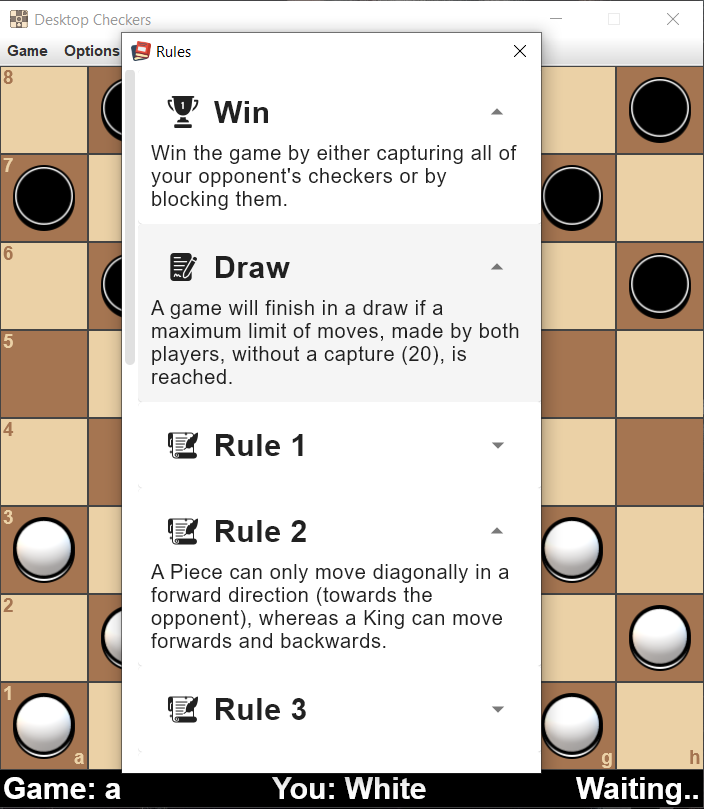 Desktop Checkers
Game Options
Rules
8
7
6
5
4
3
2
1
a
g
h
1
Win
Win the game by either capturing all of
your opponent's checkers or by
blocking them.
Draw
A game will finish in a draw if a
maximum limit of moves, made by both
players, without a capture (20), is
reached.
Rule 1
Rule 2
A Piece can only move diagonally in a
forward direction (towards the
opponent), whereas a King can move
forwards and backwards.
Rule 3
Game: a You: White Waiting..